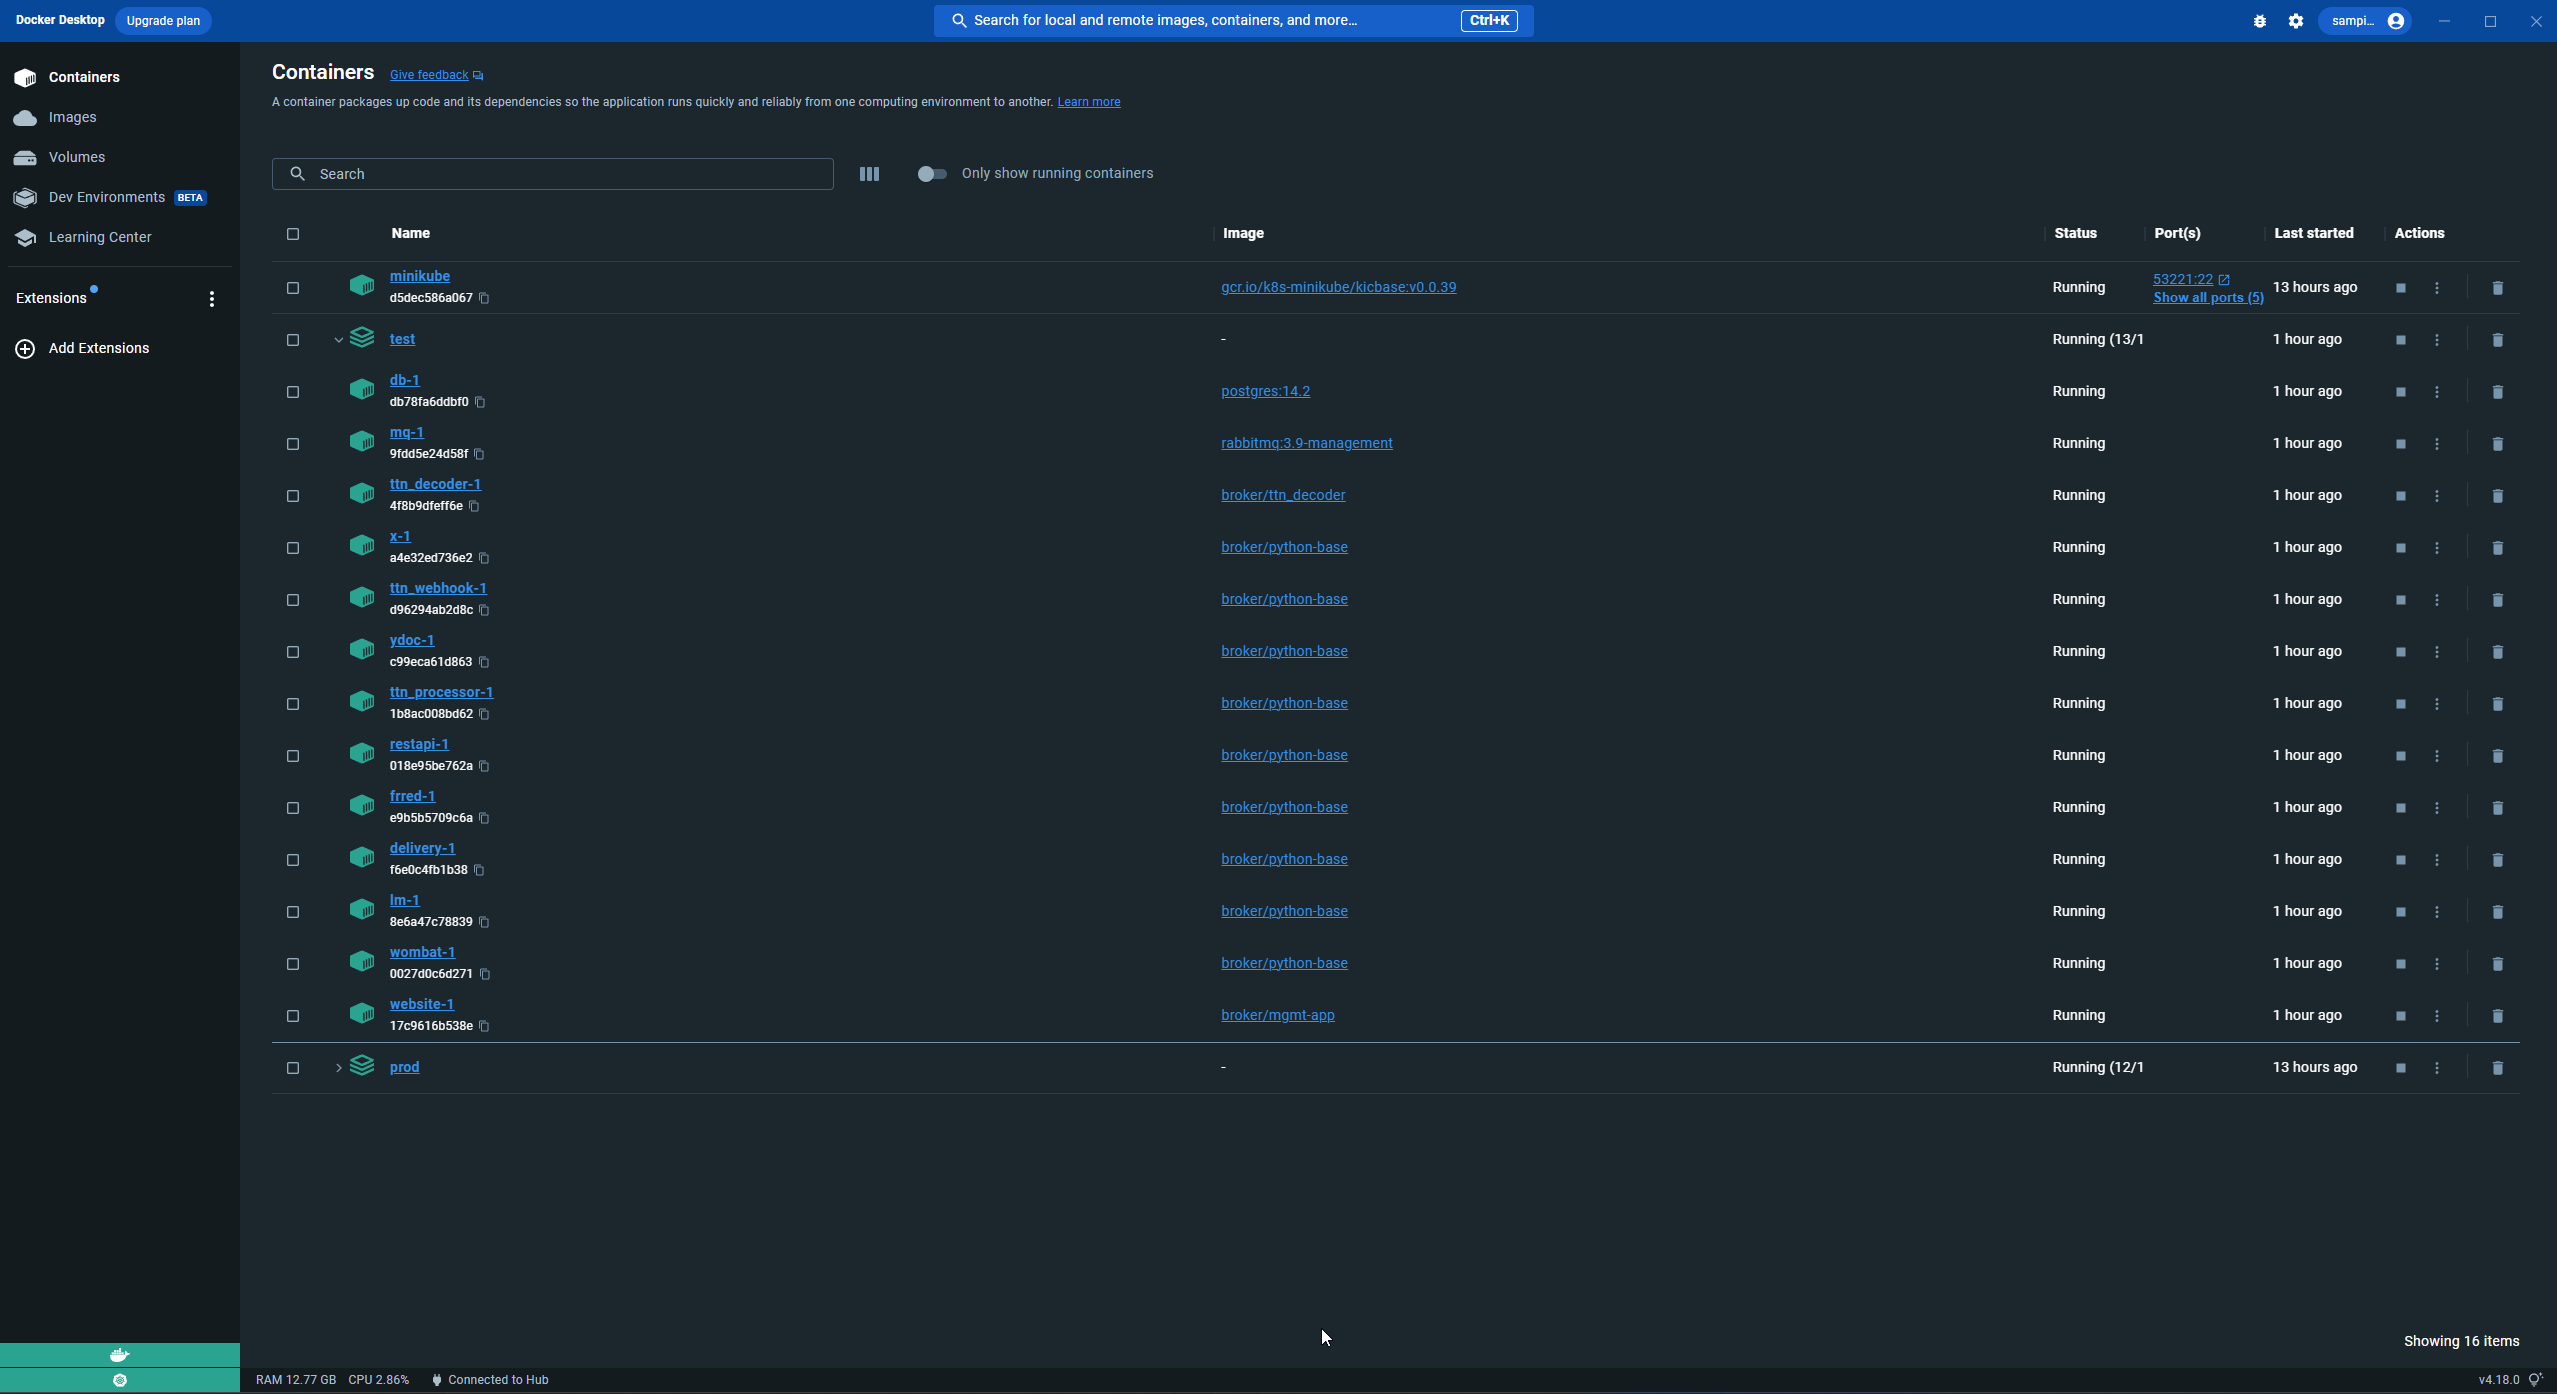 Docker Desktop Upgrade plan Search for local and remote images, containers, and more... Ctrl+K sampi...
Containers
Images
Volumes
Dev Environments BETA
Learning Center
Extensions
Add Extensions
Containers Give feedback
A container packages up code and its dependencies so the application runs quickly and reliably from one computing environment to another. Learn more
Search Only show running containers
Name Image Status Port(s) Last started Actions
minikube
d5dec586a067
gcr.io/k8s-minikube/kicbase:v0.0.39 Running
53221:22
Show all ports (5)
13 hours ago
test - Running (13/1 1 hour ago
db-1
db78fa6ddbf0
postgres:14.2 Running 1 hour ago
mq-1
9fdd5e24d58f
rabbitmq:3.9-management Running 1 hour ago
ttn_decoder-1
4f8b9dfeff6e
broker/ttn_decoder Running 1 hour ago
x-1
a4e32ed736e2
broker/python-base Running 1 hour ago
ttn_webhook-1
d96294ab2d8c
broker/python-base Running 1 hour ago
ydoc-1
c99eca61d863
broker/python-base Running 1 hour ago
ttn_processor-1
1b8ac008bd62
broker/python-base Running 1 hour ago
restapi-1
018e95be762a
broker/python-base Running 1 hour ago
frred-1
e9b5b5709c6a
broker/python-base Running 1 hour ago
delivery-1
f6e0c4fb1b38
broker/python-base Running 1 hour ago
lm-1
8e6a47c78839
broker/python-base Running 1 hour ago
wombat-1
0027d0c6d271
broker/python-base Running 1 hour ago
website-1
17c9616b538e
broker/mgmt-app Running 1 hour ago
prod - Running (12/1 13 hours ago
Showing 16 items
RAM 12.77 GB CPU 2.86% Connected to Hub v4.18.0